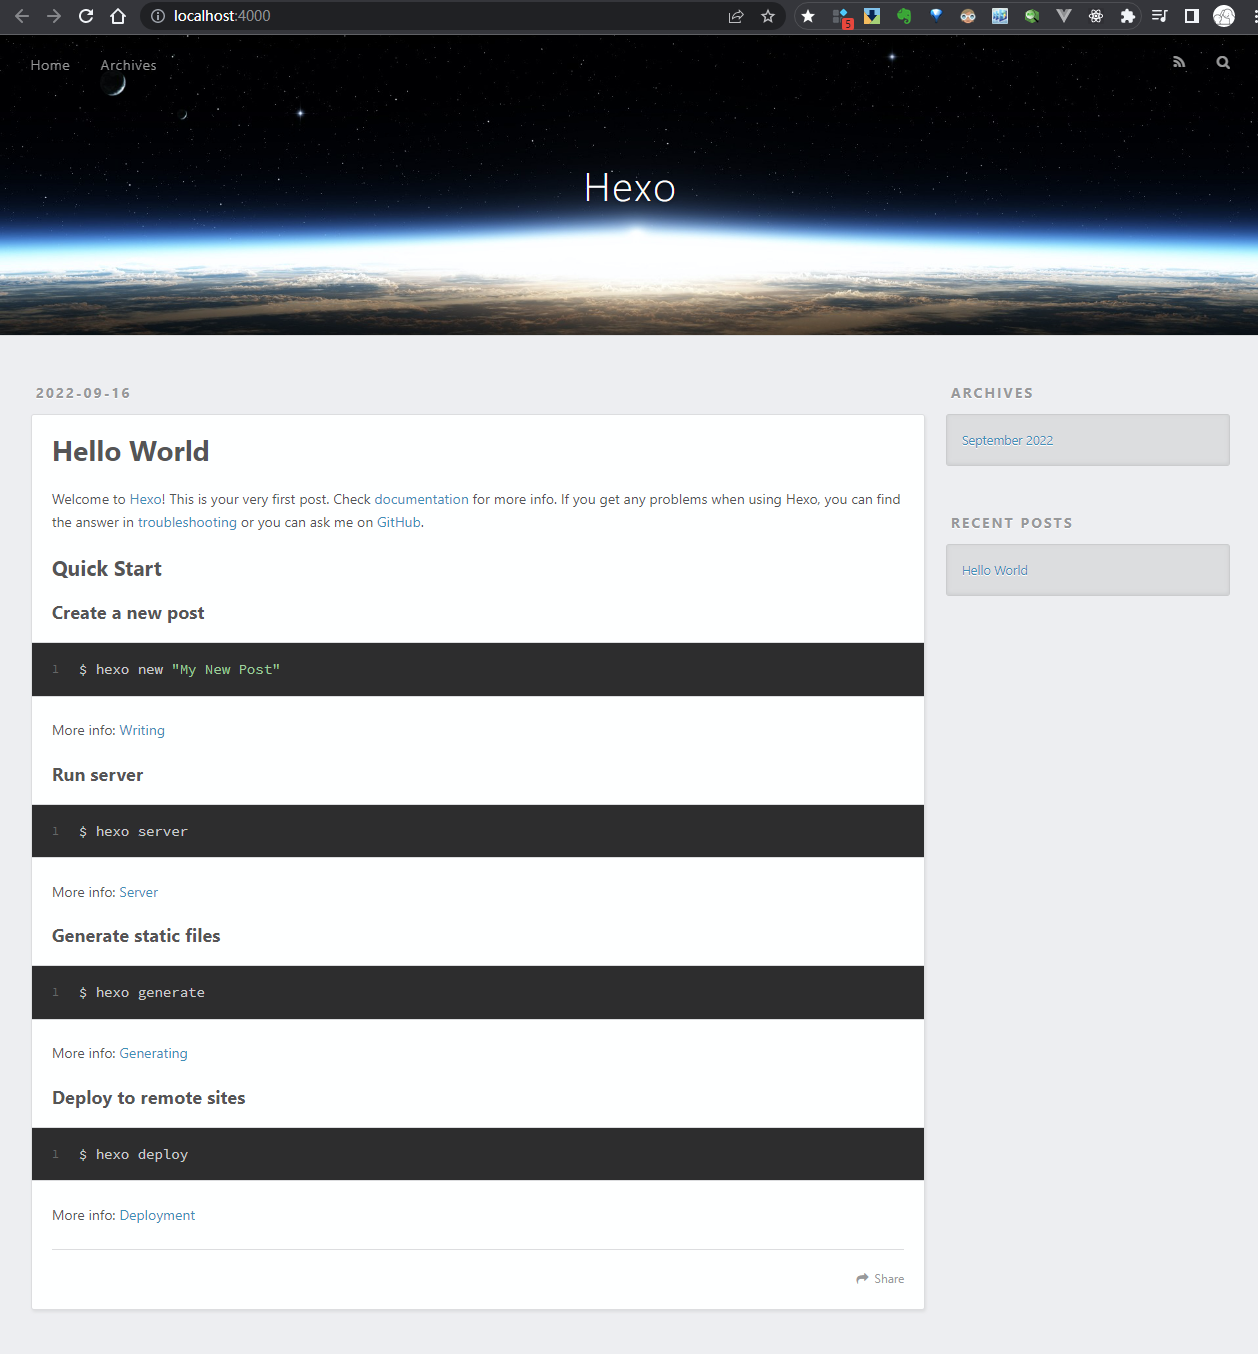 localhost:4000
5
Home Archives
Hexo
2022-09-16
Hello World
Welcome to Hexo! This is your very first post. Check documentation for more info. If you get any problems when using Hexo, you can find
the answer in troubleshooting or you can ask me on GitHub.
Quick Start
Create a new post
1 $ hexo new "My New Post"
More info: Writing
Run server
1 $ hexo server
More info: Server
Generate static files
1 $ hexo generate
More info: Generating
Deploy to remote sites
1 $ hexo deploy
More info: Deployment
Share
ARCHIVES
September 2022
RECENT POSTS
Hello World